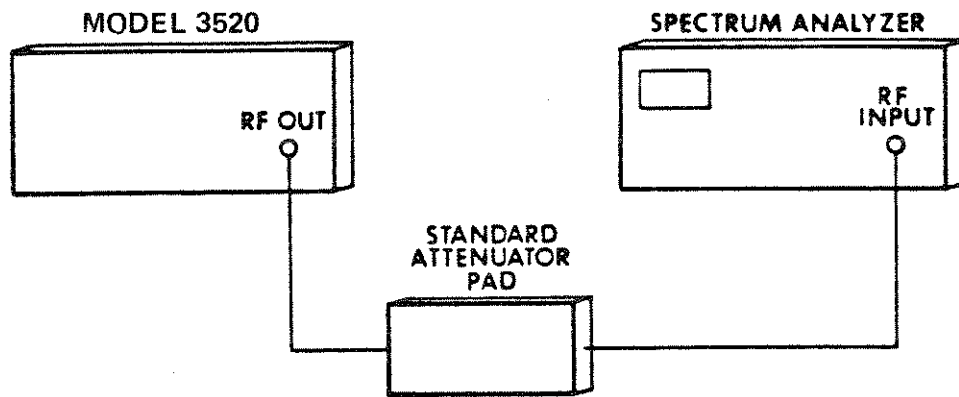 MODEL 3520
SPECTRUM ANALYZER
RF OUT
RF
INPUT
STANDARD
ATTENUATOR
PAD